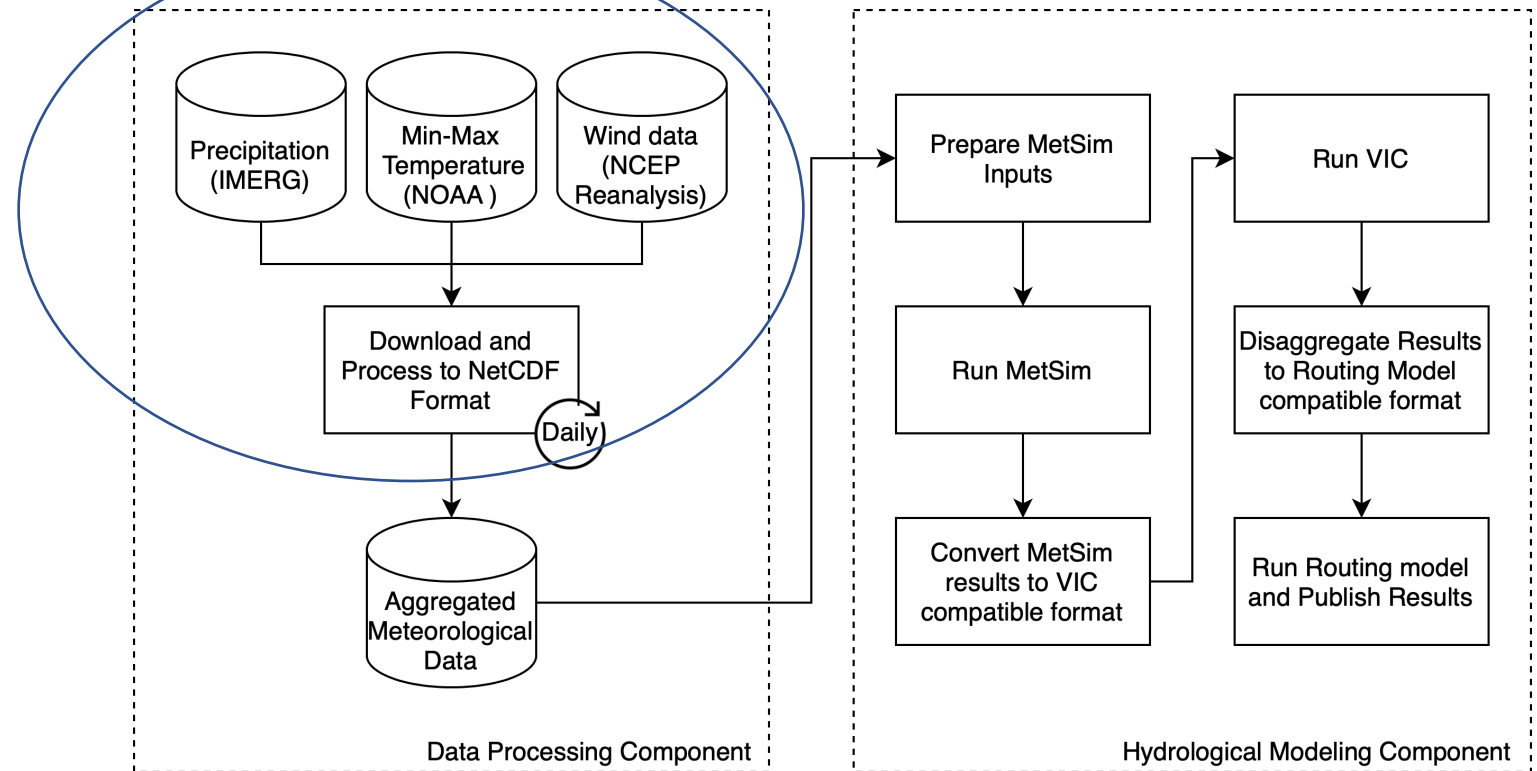 Precipitation
(IMERG)
Min-Max
Temperature
(NOAA )
Wind data
(NCEP
Reanalysis)
Download and
Process to NetCDF
Format
Daily
Aggregated
Meteorological
Data
Data Processing Component
Prepare MetSim
Inputs
Run MetSim
Convert MetSim
results to VIC
compatible format
Run VIC
Disaggregate Results
to Routing Model
compatible format
Run Routing model
and Publish Results
Hydrological Modeling Component